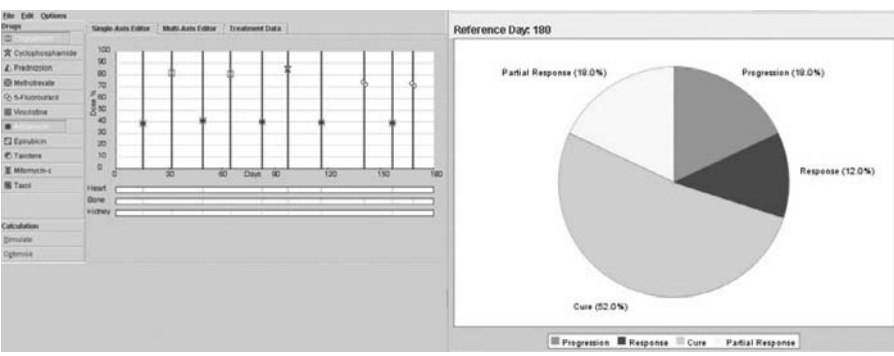 File Edit Options
Drugs
Cyclophosphamide
Prednizslon
Methotrexate
5-Fluorouracil
Vincristine
Epirubicin
Taxotere
Mitomycin-c
Taxol
Calculation
Simulate
Optimise
Single-Axis Editor Multi-Axis Editor Treatment Data
Dose %
100
90
80
70
60
50
40
30
20
10
0
0 30 60 Days 90 120 150 180
Heart
Bone
Kidney
Reference Day: 180
Partial Response (18.0%)
Progression (18.0%)
Response (12.0%)
Cure (52.0%)
Progression Response Cure Partial Response